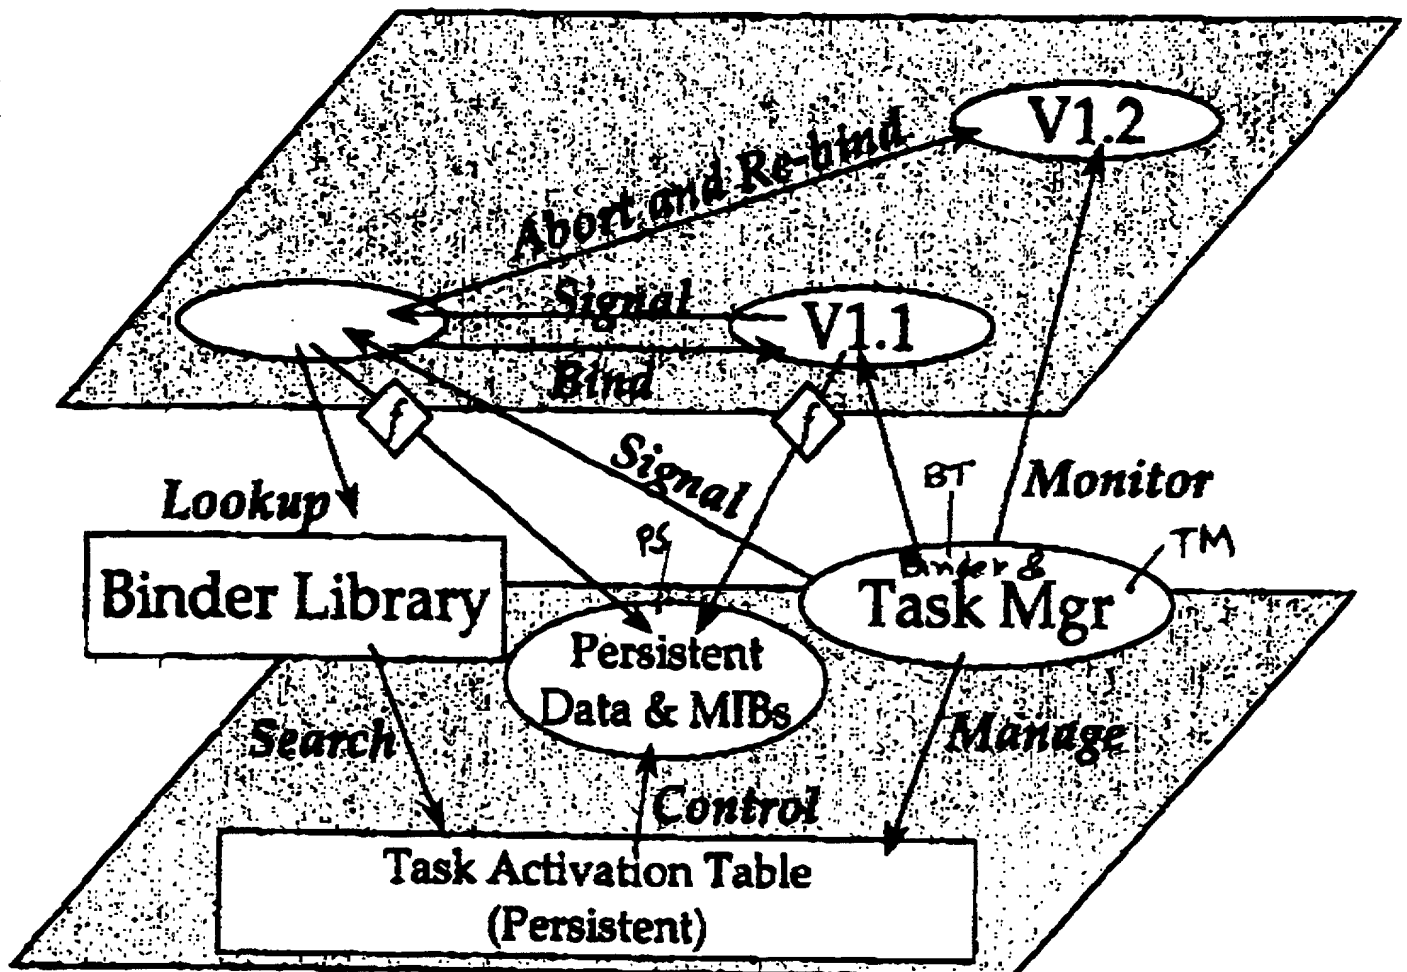 V1.2
Abort and Re-bind
Signal
V1.1
Bind
f
f
Signal
Lookup
BT
Monitor
PS
TM
Binder Library
Binder &
Task Mgr
Persistent
Data & MIBs
Search
Manage
Control
Task Activation Table
(Persistent)